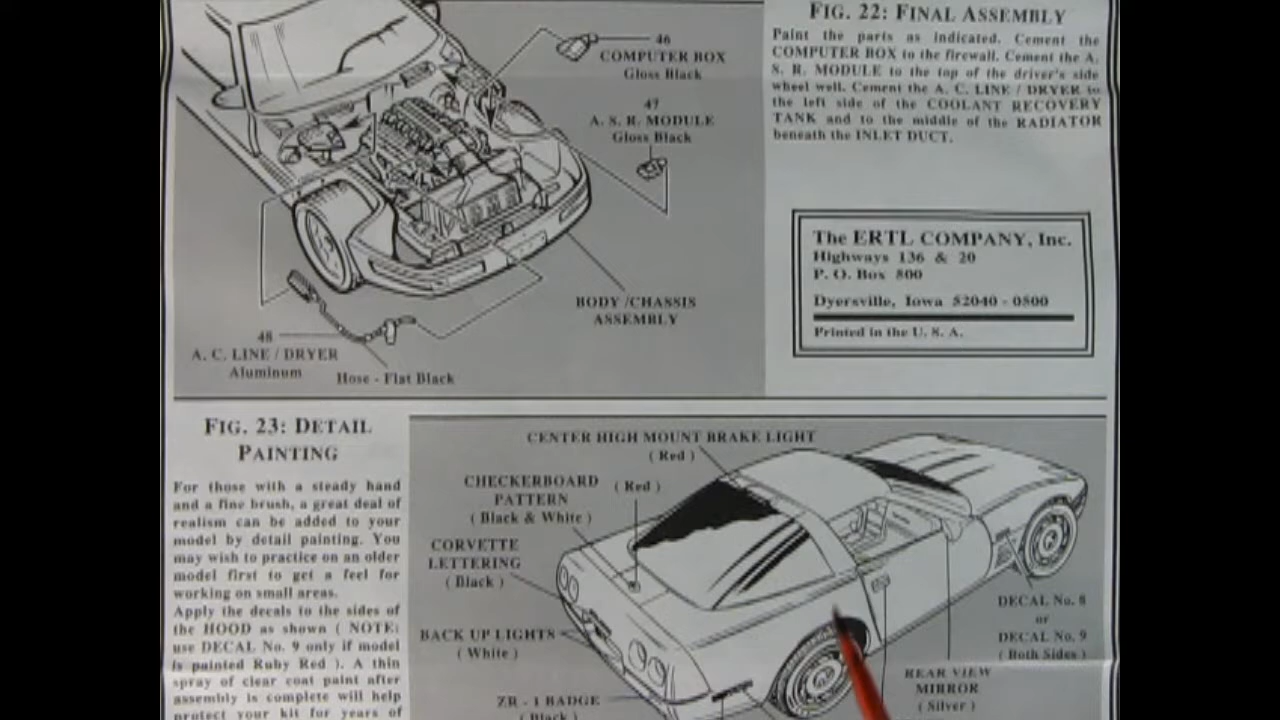 46
COMPUTER BOX
Gloss Black
47
A. S. R. MODULE
Gloss Black
BODY /CHASSIS
ASSEMBLY
48
A. C. LINE / DRYER
Aluminum
Hose - Flat Black
FIG. 22: FINAL ASSEMBLY
Paint the parts as indicated. Cement the
COMPUTER BOX to the firewall. Cement the A.
S. R. MODULE to the top of the driver's side
wheel well. Cement the A. C. LINE / DRYER to
the left side of the COOLANT RECOVERY
TANK and to the middle of the RADIATOR
beneath the INLET DUCT.
The ERTL COMPANY, Inc.
Highways 136 & 20
P. O. Box 500
Dyersville, Iowa 52040 - 0500
Printed in the U. S. A.
FIG. 23: DETAIL
PAINTING
For those with a steady hand
and a fine brush, a great deal of
realism can be added to your
model by detail painting. You
may wish to practice on an older
model first to get a feel for
working on small areas.
Apply the decals to the sides of
the HOOD as shown ( NOTE:
use DECAL No. 9 only if model
is painted Ruby Red ). A thin
spray of clear coat paint after
assembly is complete will help
protect your kit for years of
CENTER HIGH MOUNT BRAKE LIGHT
( Red )
CHECKERBOARD
PATTERN
( Black & White )
( Red )
CORVETTE
LETTERING
( Black )
BACK UP LIGHTS
( White )
ZR - 1 BADGE
( Black )
DECAL No. 8
or
DECAL No. 9
( Both Sides )
REAR VIEW
MIRROR
( Silver )